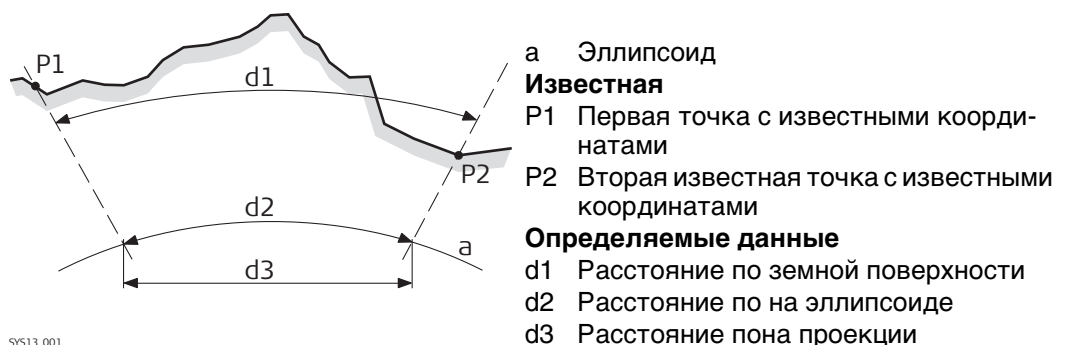 P1
d1
P2
d2
a
d3
SYS13_001
a Эллипсоид
Известная
P1 Первая точка с известными коорди-
натами
P2 Вторая известная точка с известными
координатами
Определяемые данные
d1 Расстояние по земной поверхности
d2 Расстояние по на эллипсоиде
d3 Расстояние пона проекции